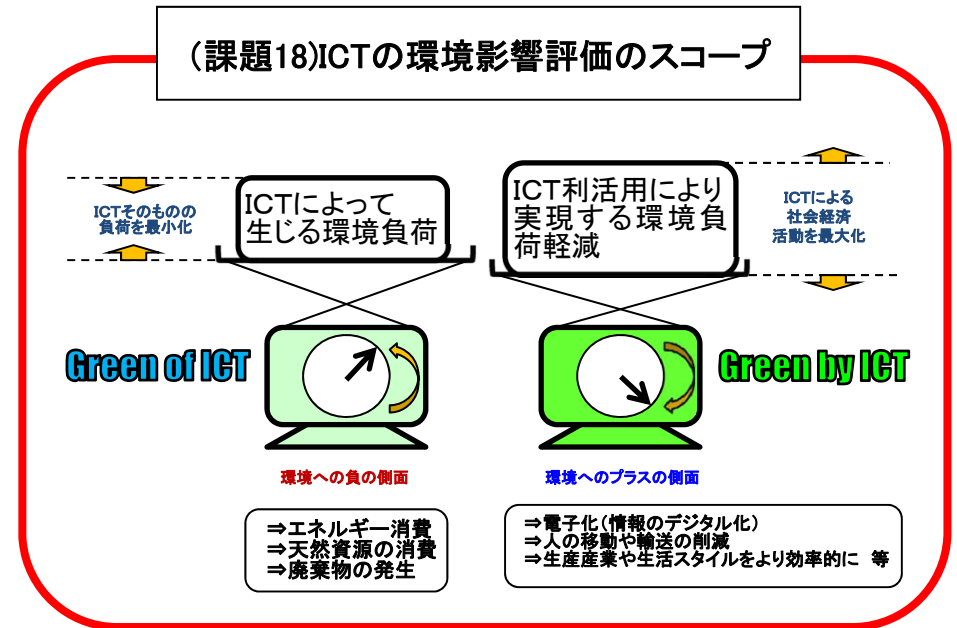 (課題18)ICTの環境影響評価のスコープ
ICTそのものの
負荷を最小化
ICTによって
生じる環境負荷
ICT利活用により
実現する環境負
荷軽減
ICTによる
社会経済
活動を最大化
Green of ICT
Green by ICT
環境への負の側面
環境へのプラスの側面
⇒エネルギー消費
⇒天然資源の消費
⇒廃棄物の発生
⇒電子化(情報のデジタル化)
⇒人の移動や輸送の削減
⇒生産産業や生活スタイルをより効率的に 等